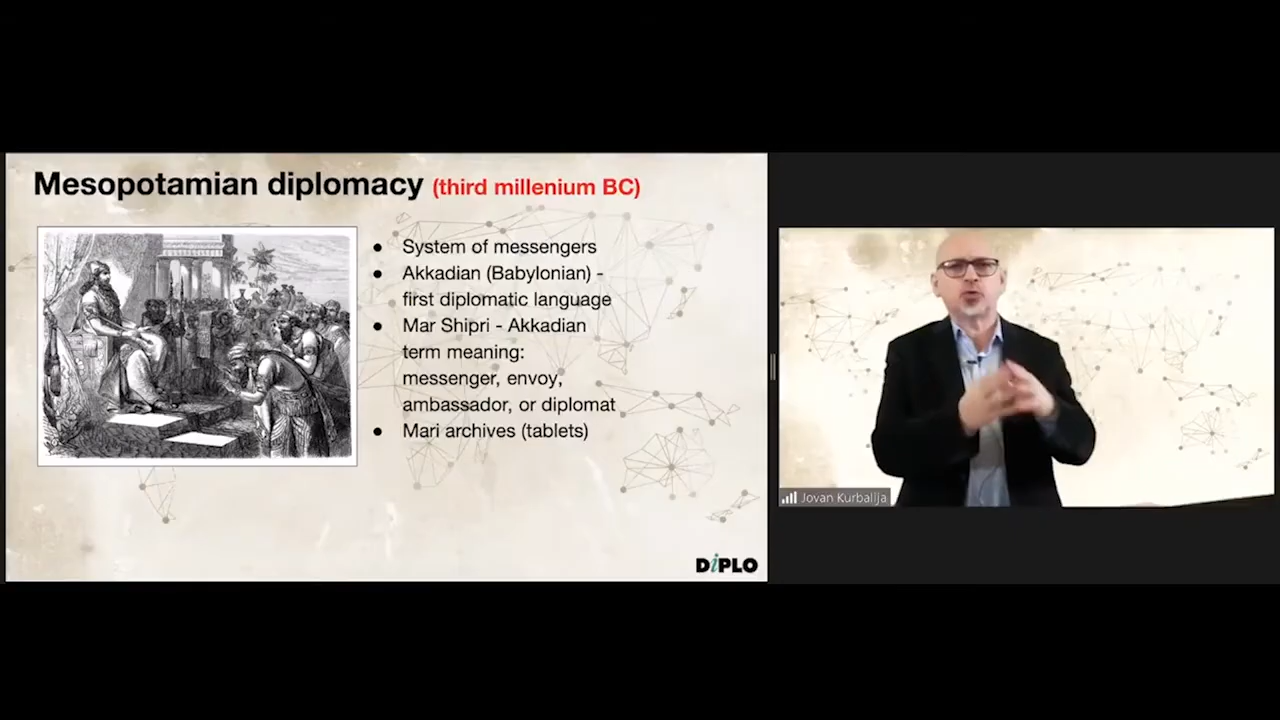 Mesopotamian diplomacy (third millenium BC)
● System of messengers
● Akkadian (Babylonian) -
first diplomatic language
● Mar Shipri - Akkadian
term meaning:
messenger, envoy,
ambassador, or diplomat
● Mari archives (tablets)
DiPLO
Jovan Kurbalija